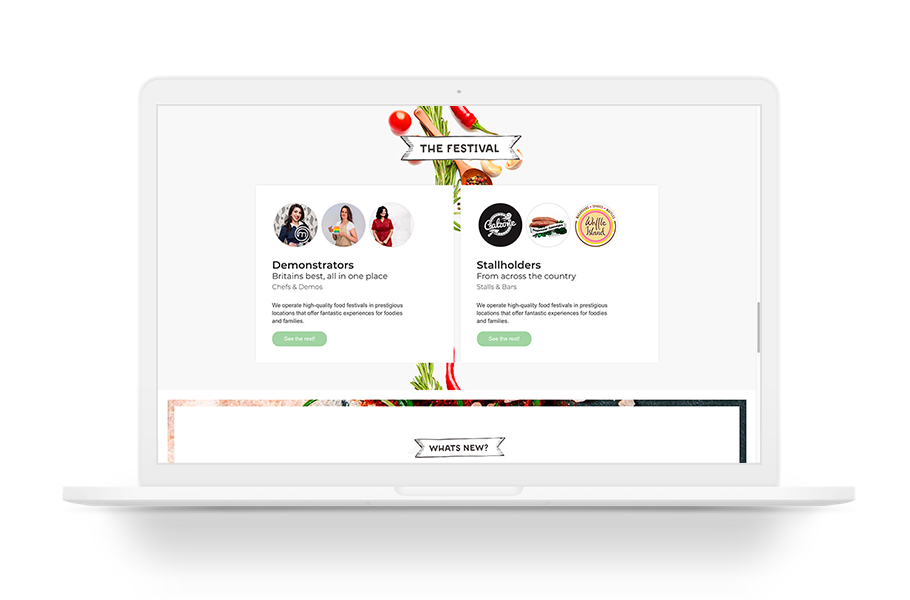 THE FESTIVAL
Calzone
Waffle
Island
Demonstrators
Britains best, all in one place
Chefs & Demos
We operate high-quality food festivals in prestigious
locations that offer fantastic experiences for foodies
and families.
See the rest!
Stallholders
From across the country
Stalls & Bars
We operate high-quality food festivals in prestigious
locations that offer fantastic experiences for foodies
and families.
See the rest!
WHATS NEW?